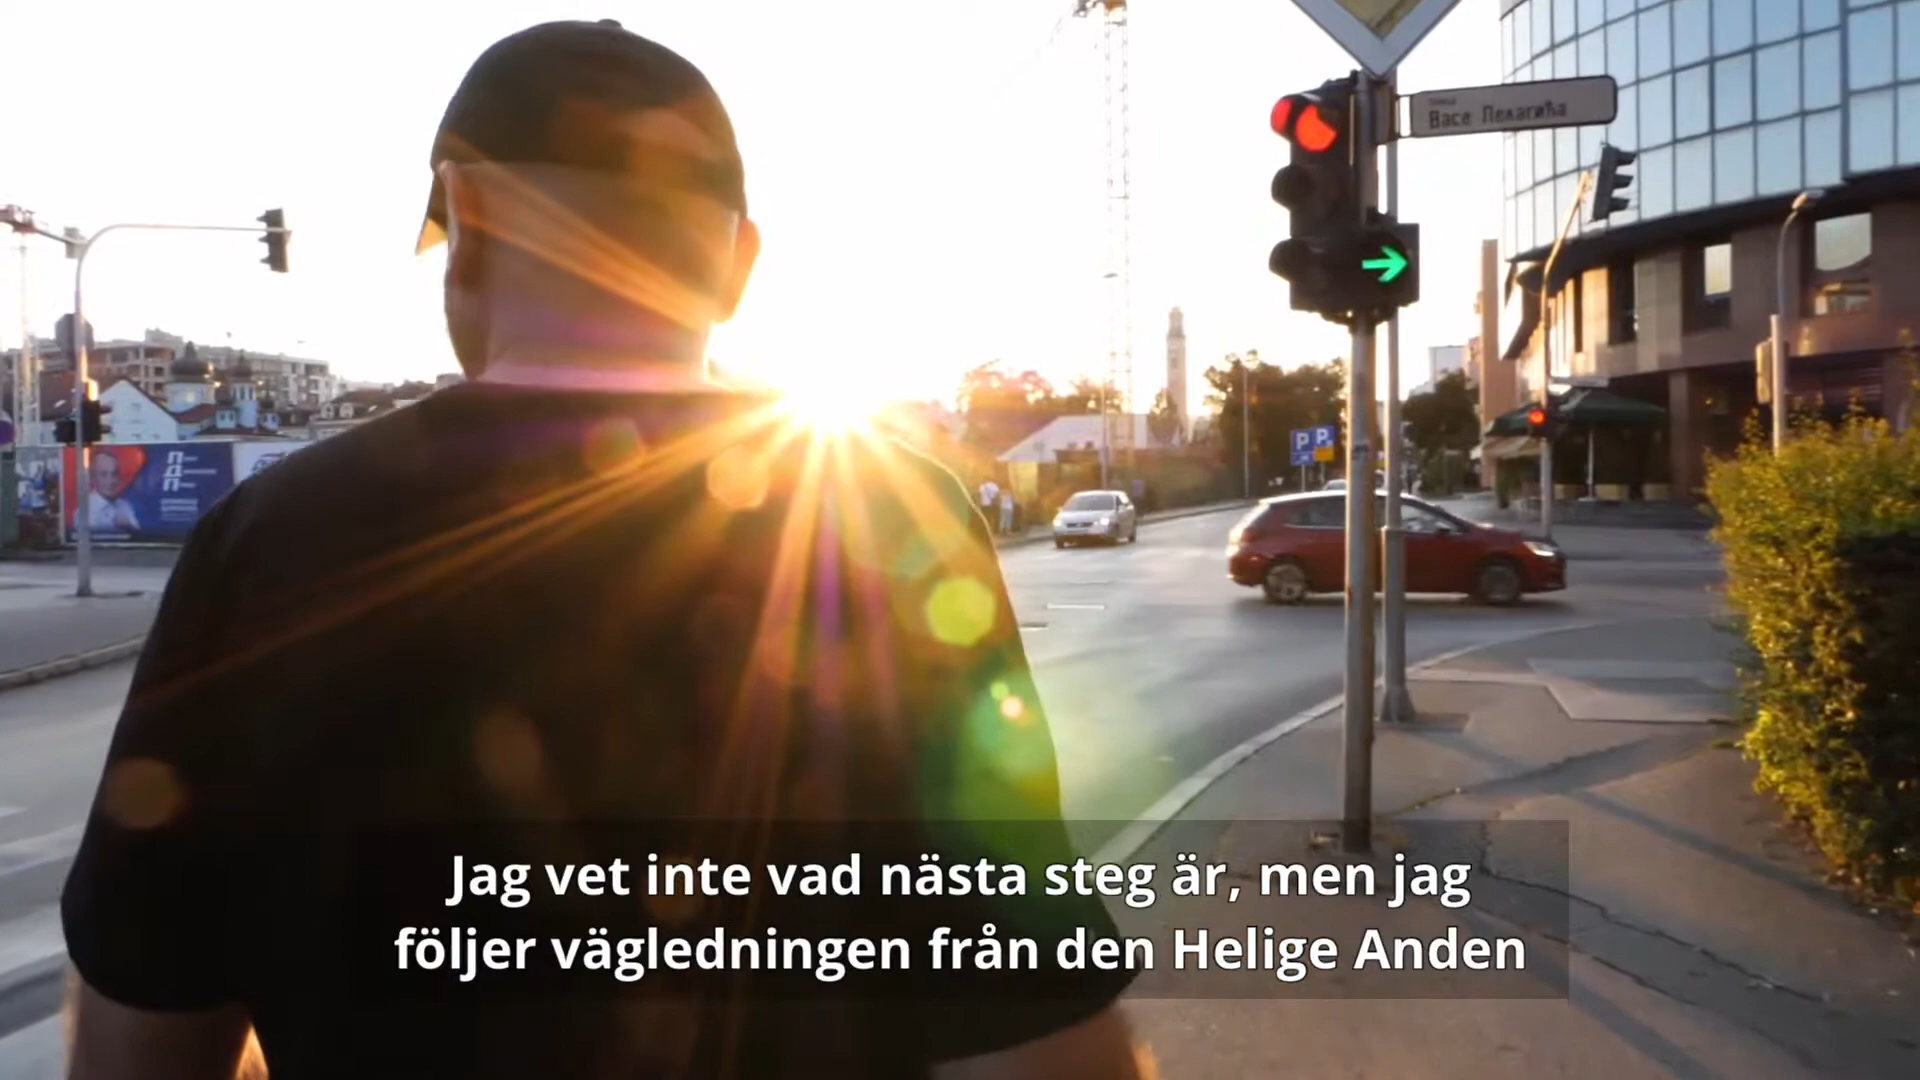 Васе Пелагића
P P
Jag vet inte vad nästa steg är, men jag
följer vägledningen från den Helige Anden